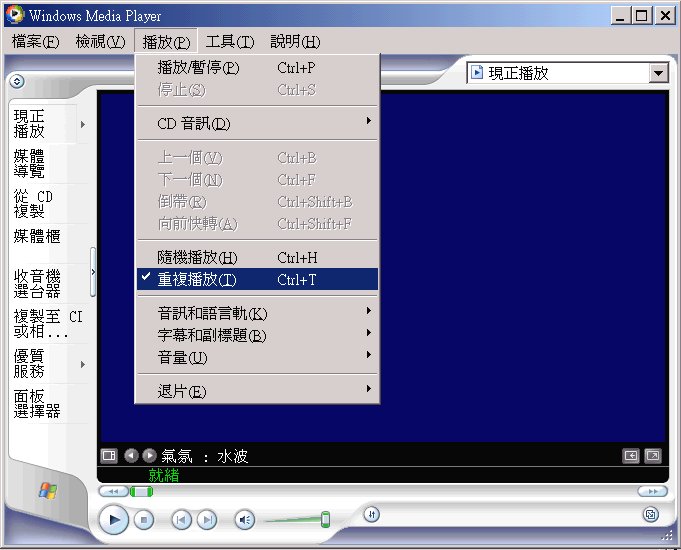 Windows Media Player
檔案(F) 檢視(V) 播放(P) 工具(T) 說明(H)
現正播放
播放/暫停(P) Ctrl+P
停止(S) Ctrl+S
CD 音訊(D)
上一個(V) Ctrl+B
下一個(N) Ctrl+F
倒帶(R) Ctrl+Shift+B
向前快轉(A) Ctrl+Shift+F
隨機播放(H) Ctrl+H
重複播放(T) Ctrl+T
音訊和語言軌(K)
字幕和副標題(B)
音量(U)
退片(E)
現正
播放
媒體
導覽
從 CD
複製
媒體櫃
收音機
選台器
複製至 CI
或相...
優質
服務
面板
選擇器
氣氛 : 水波
就緒